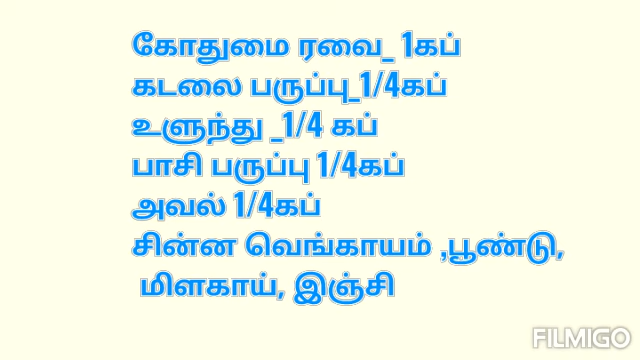 கோதுமை ரவை_ 1கப்
கடலை பருப்பு_1/4கப்
உளுந்து _1/4 கப்
பாசி பருப்பு 1/4கப்
அவல் 1/4கப்
சின்ன வெங்காயம் ,பூண்டு,
மிளகாய், இஞ்சி
FILMIGO